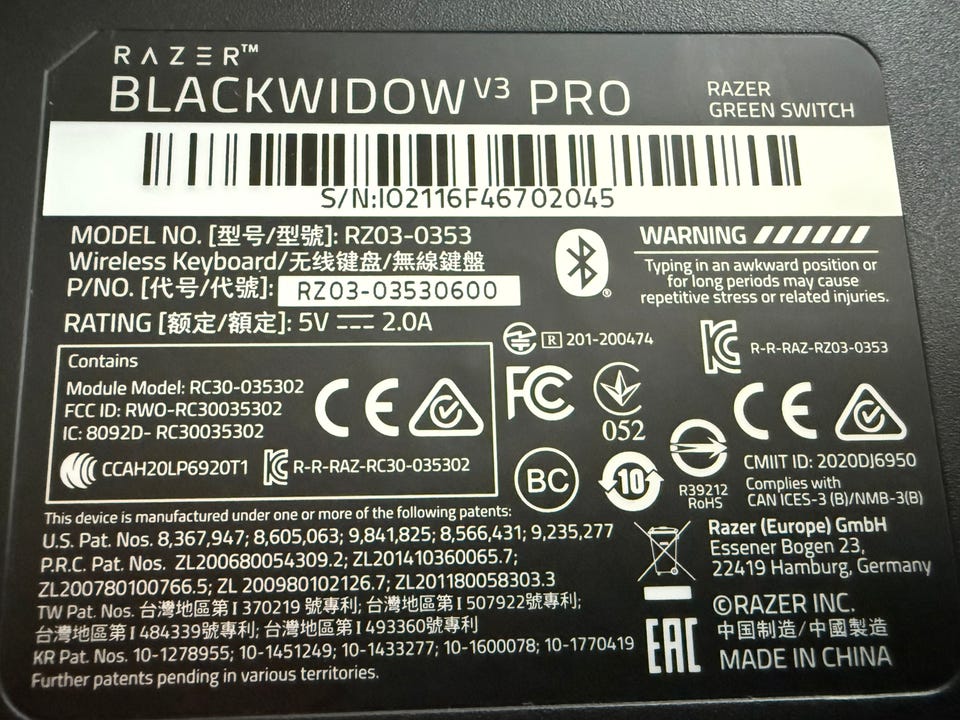 RAZER™
BLACKWIDOW V3 PRO
RAZER
GREEN SWITCH
S/N:IO2116F46702045
MODEL NO. [型号/型號]: RZ03-0353
Wireless Keyboard/无线键盘/無線鍵盤
P/NO. [代号/代號]: RZ03-03530600
RATING [额定/額定]: 5V ⎓ 2.0A
WARNING
Typing in an awkward position or
for long periods may cause
repetitive stress or related injuries.
R 201-200474
R-R-RAZ-RZ03-0353
Contains
Module Model: RC30-035302
FCC ID: RWO-RC30035302
IC: 8092D- RC30035302
CE
CCAH20LP6920T1
R-R-RAZ-RC30-035302
FC
052
BC
10
R39212
RoHS
CE
CMIIT ID: 2020DJ6950
Complies with
CAN ICES-3 (B)/NMB-3(B)
This device is manufactured under one or more of the following patents:
U.S. Pat. Nos. 8,367,947; 8,605,063; 9,841,825; 8,566,431; 9,235,277
P.R.C. Pat. Nos. ZL200680054309.2; ZL201410360065.7;
ZL200780100766.5; ZL 200980102126.7; ZL201180058303.3
TW Pat. Nos. 台灣地區第 I 370219 號專利; 台灣地區第 I 507922號專利;
台灣地區第 I 484339號專利; 台灣地區第 I 493360號專利
KR Pat. Nos. 10-1278955; 10-1451249; 10-1433277; 10-1600078; 10-1770419
Further patents pending in various territories.
Razer (Europe) GmbH
Essener Bogen 23,
22419 Hamburg, Germany
EAC
©RAZER INC.
中国制造/中國製造
MADE IN CHINA